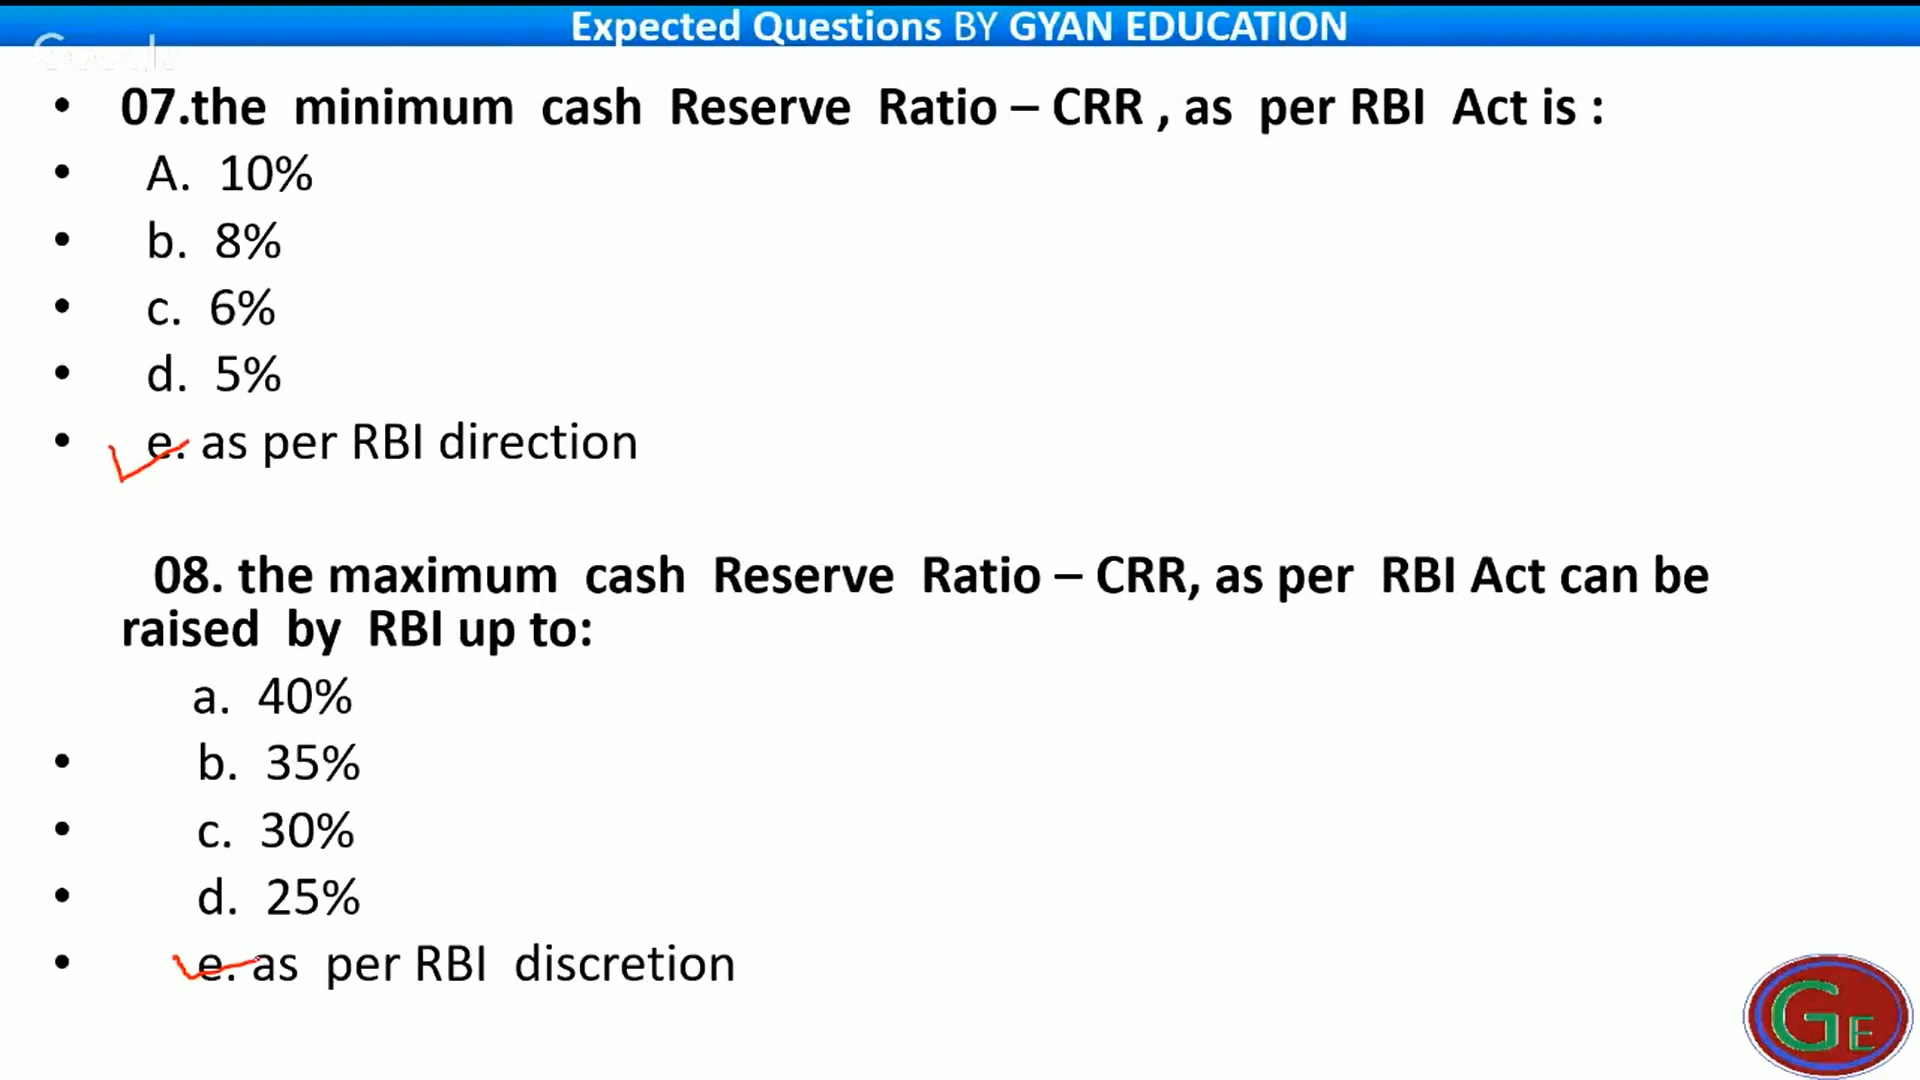 Expected Questions BY GYAN EDUCATION
• 07.the minimum cash Reserve Ratio – CRR , as per RBI Act is :
• A. 10%
• b. 8%
• c. 6%
• d. 5%
• e. as per RBI direction
08. the maximum cash Reserve Ratio – CRR, as per RBI Act can be
raised by RBI up to:
a. 40%
• b. 35%
• c. 30%
• d. 25%
• e. as per RBI discretion
GE